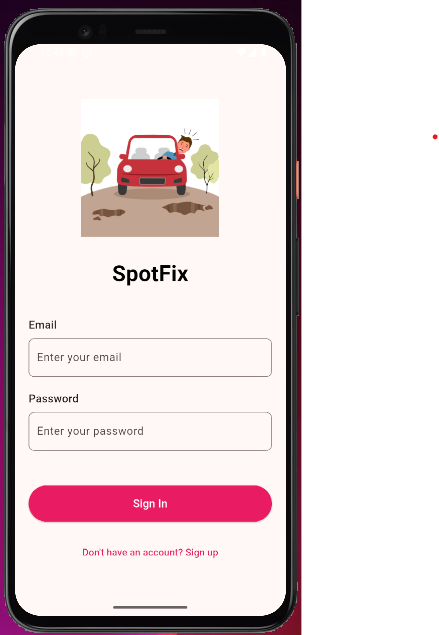 SpotFix
Email
Enter your email
Password
Enter your password
Sign In
Don't have an account? Sign up